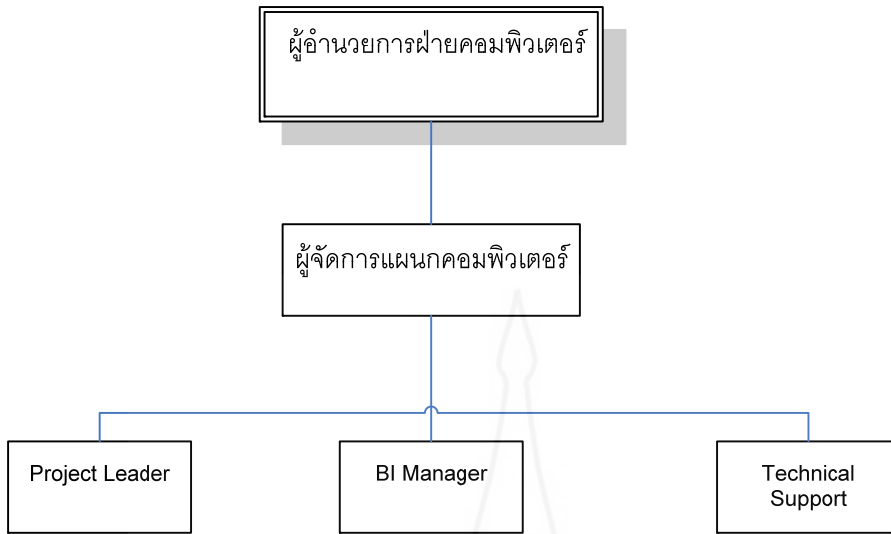 ผู้อำนวยการฝ่ายคอมพิวเตอร์
ผู้จัดการแผนกคอมพิวเตอร์
Project Leader
BI Manager
Technical
Support